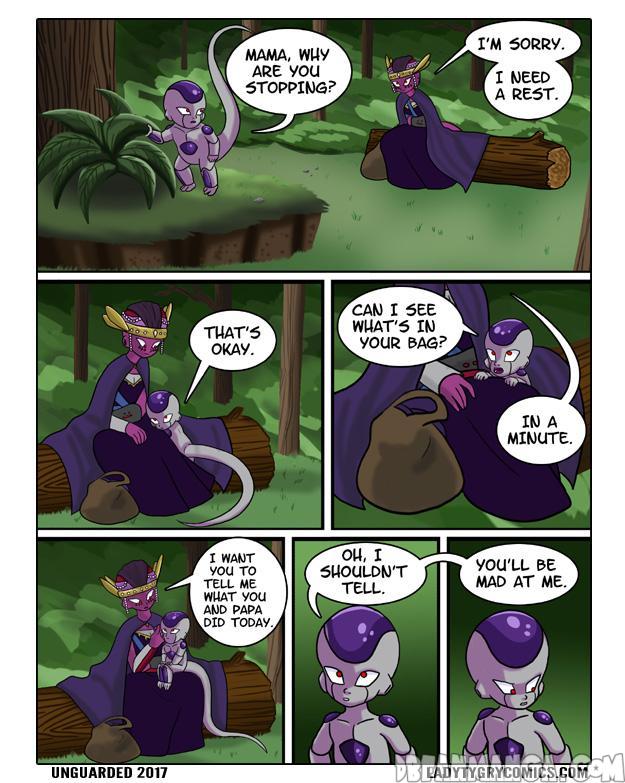 MAMA, WHY
ARE YOU
STOPPING?
I'M SORRY.
I NEED
A REST.
THAT'S
OKAY.
CAN I SEE
WHAT'S IN
YOUR BAG?
IN A
MINUTE.
I WANT
YOU TO
TELL ME
WHAT YOU
AND PAPA
DID TODAY.
OH, I
SHOULDN'T
TELL.
YOU'LL BE
MAD AT ME.
UNGUARDED 2017
LADYTYGRYCOMICS.COM
DBFANMANGA.COM